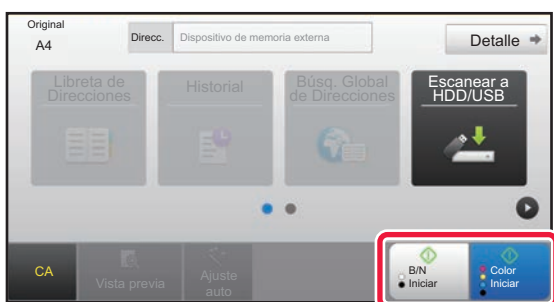 Original
A4
Direcc.
Dispositivo de memoria externa
Detalle
Libreta de
Direcciones
Historial
Búsq. Global
de Direcciones
Escanear a
HDD/USB
CA
Vista previa
Ajuste
auto
B/N
Iniciar
Color
Iniciar